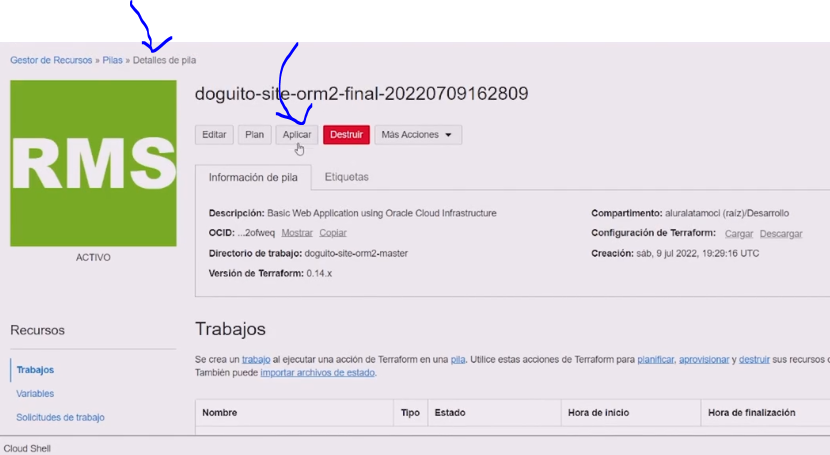 Gestor de Recursos » Pilas » Detalles de pila
RMS
ACTIVO
doguito-site-orm2-final-20220709162809
Editar Plan Aplicar Destruir Más Acciones
Información de pila Etiquetas
Descripción: Basic Web Application using Oracle Cloud Infrastructure
OCID: ...2ofweq Mostrar Copiar
Directorio de trabajo: doguito-site-orm2-master
Versión de Terraform: 0.14.x
Compartimento: aluralatamoci (raíz)/Desarrollo
Configuración de Terraform: Cargar Descargar
Creación: sáb, 9 jul 2022, 19:29:16 UTC
Recursos
Trabajos
Variables
Solicitudes de trabajo
Trabajos
Se crea un trabajo al ejecutar una acción de Terraform en una pila. Utilice estas acciones de Terraform para planificar, aprovisionar y destruir sus recursos
También puede importar archivos de estado.
Nombre Tipo Estado Hora de inicio Hora de finalización
Cloud Shell